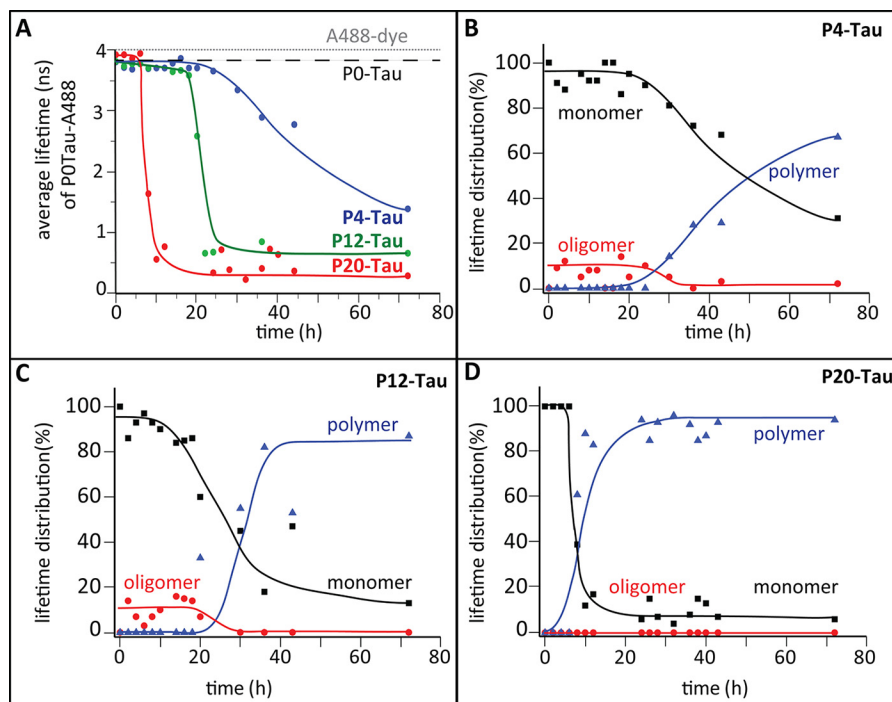 A
A488-dye
P0-Tau
4
3
2
1
0
average lifetime (ns)
of P0Tau-A488
P4-Tau
P12-Tau
P20-Tau
0 20 40 60 80
time (h)
B
P4-Tau
100
80
60
40
20
0
lifetime distribution(%)
monomer
polymer
oligomer
0 20 40 60 80
time (h)
C
P12-Tau
100
80
60
40
20
0
lifetime distribution(%)
polymer
oligomer
monomer
0 20 40 60 80
time (h)
D
P20-Tau
100
80
60
40
20
0
lifetime distribution(%)
polymer
oligomer
monomer
0 20 40 60 80
time (h)